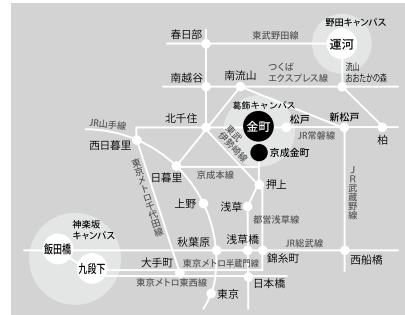 野田キャンパス
春日部
東武野田線
運河
つくば
エクスプレス線
流山
おおたかの森
南越谷
南流山
葛飾キャンパス
北千住
金町
松戸
新松戸
JR山手線
東武
伊勢崎線
JR常磐線
柏
西日暮里
京成金町
日暮里
京成本線
押上
東京メトロ千代田線
JR武蔵野線
上野
浅草
都営浅草線
神楽坂
キャンパス
飯田橋
秋葉原
浅草橋
JR総武線
九段下
大手町
東京メトロ半蔵門線
錦糸町
西船橋
東京メトロ東西線
日本橋
東京